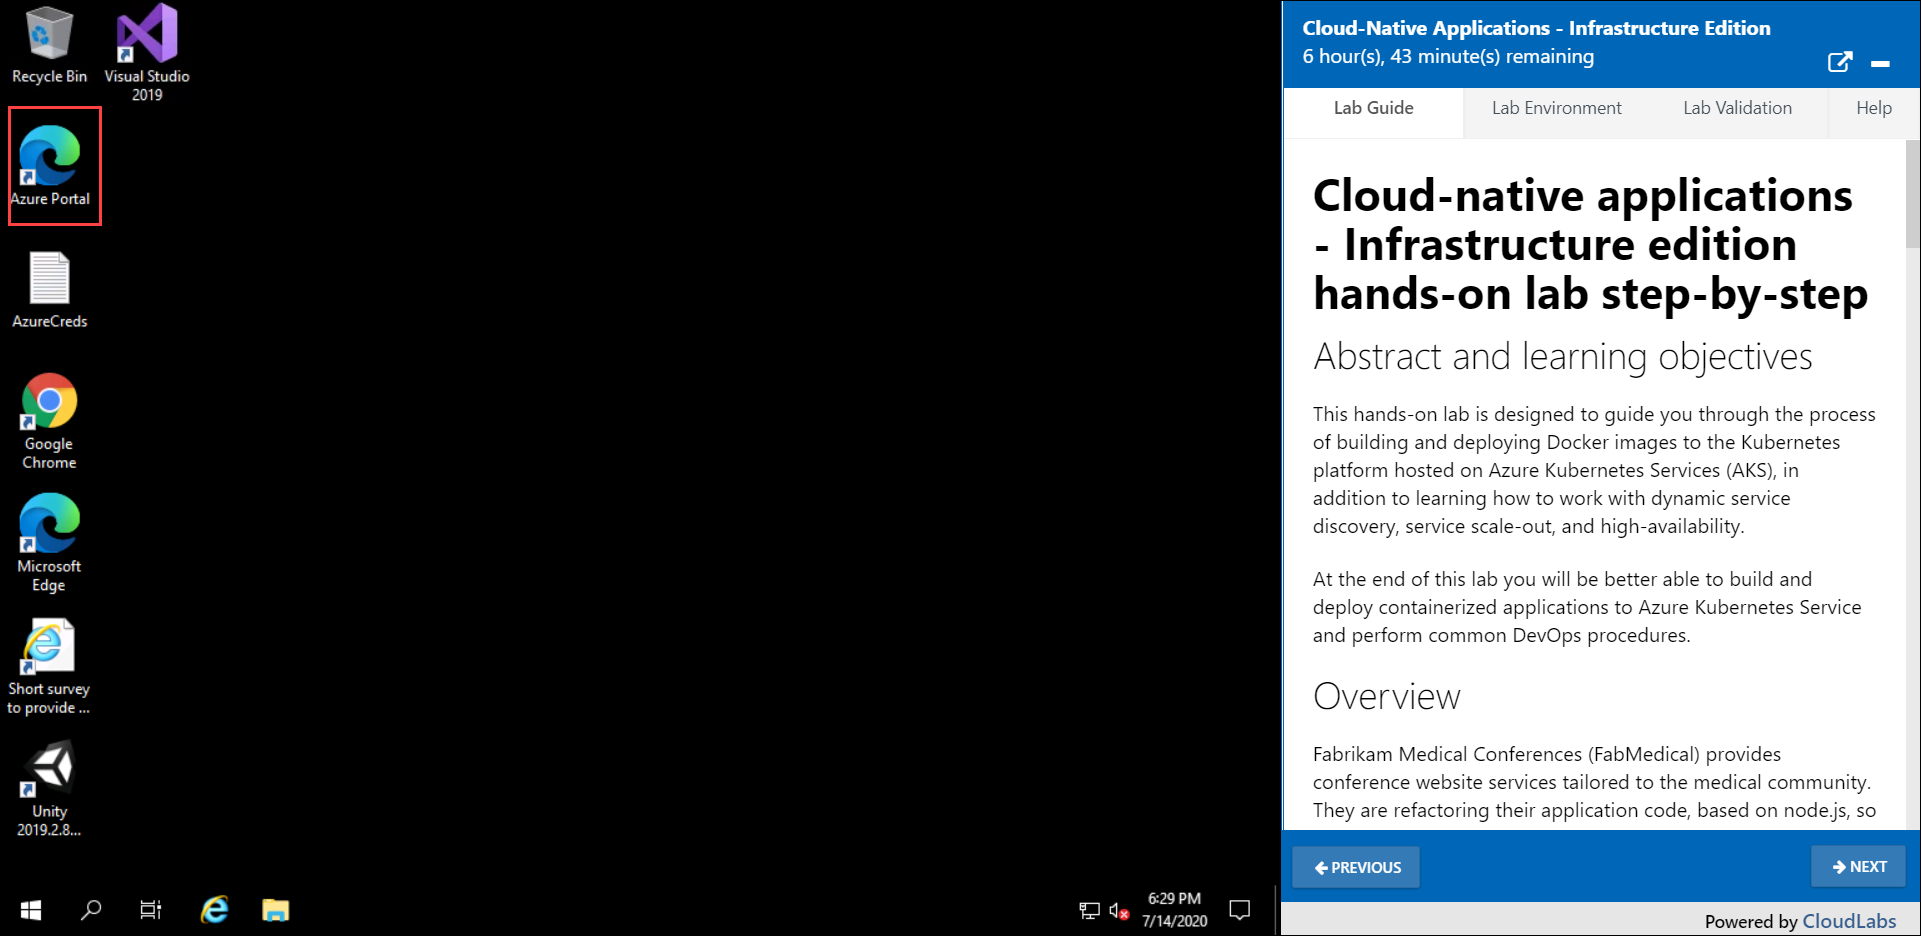 Recycle Bin
Visual Studio
2019
Azure Portal
AzureCreds
Google
Chrome
Microsoft
Edge
Short survey
to provide ...
Unity
2019.2.8...
6:29 PM
7/14/2020
Cloud-Native Applications - Infrastructure Edition
6 hour(s), 43 minute(s) remaining
Lab Guide
Lab Environment
Lab Validation
Help
Cloud-native applications
- Infrastructure edition
hands-on lab step-by-step
Abstract and learning objectives
This hands-on lab is designed to guide you through the process
of building and deploying Docker images to the Kubernetes
platform hosted on Azure Kubernetes Services (AKS), in
addition to learning how to work with dynamic service
discovery, service scale-out, and high-availability.
At the end of this lab you will be better able to build and
deploy containerized applications to Azure Kubernetes Service
and perform common DevOps procedures.
Overview
Fabrikam Medical Conferences (FabMedical) provides
conference website services tailored to the medical community.
They are refactoring their application code, based on node.js, so
PREVIOUS
NEXT
Powered by CloudLabs